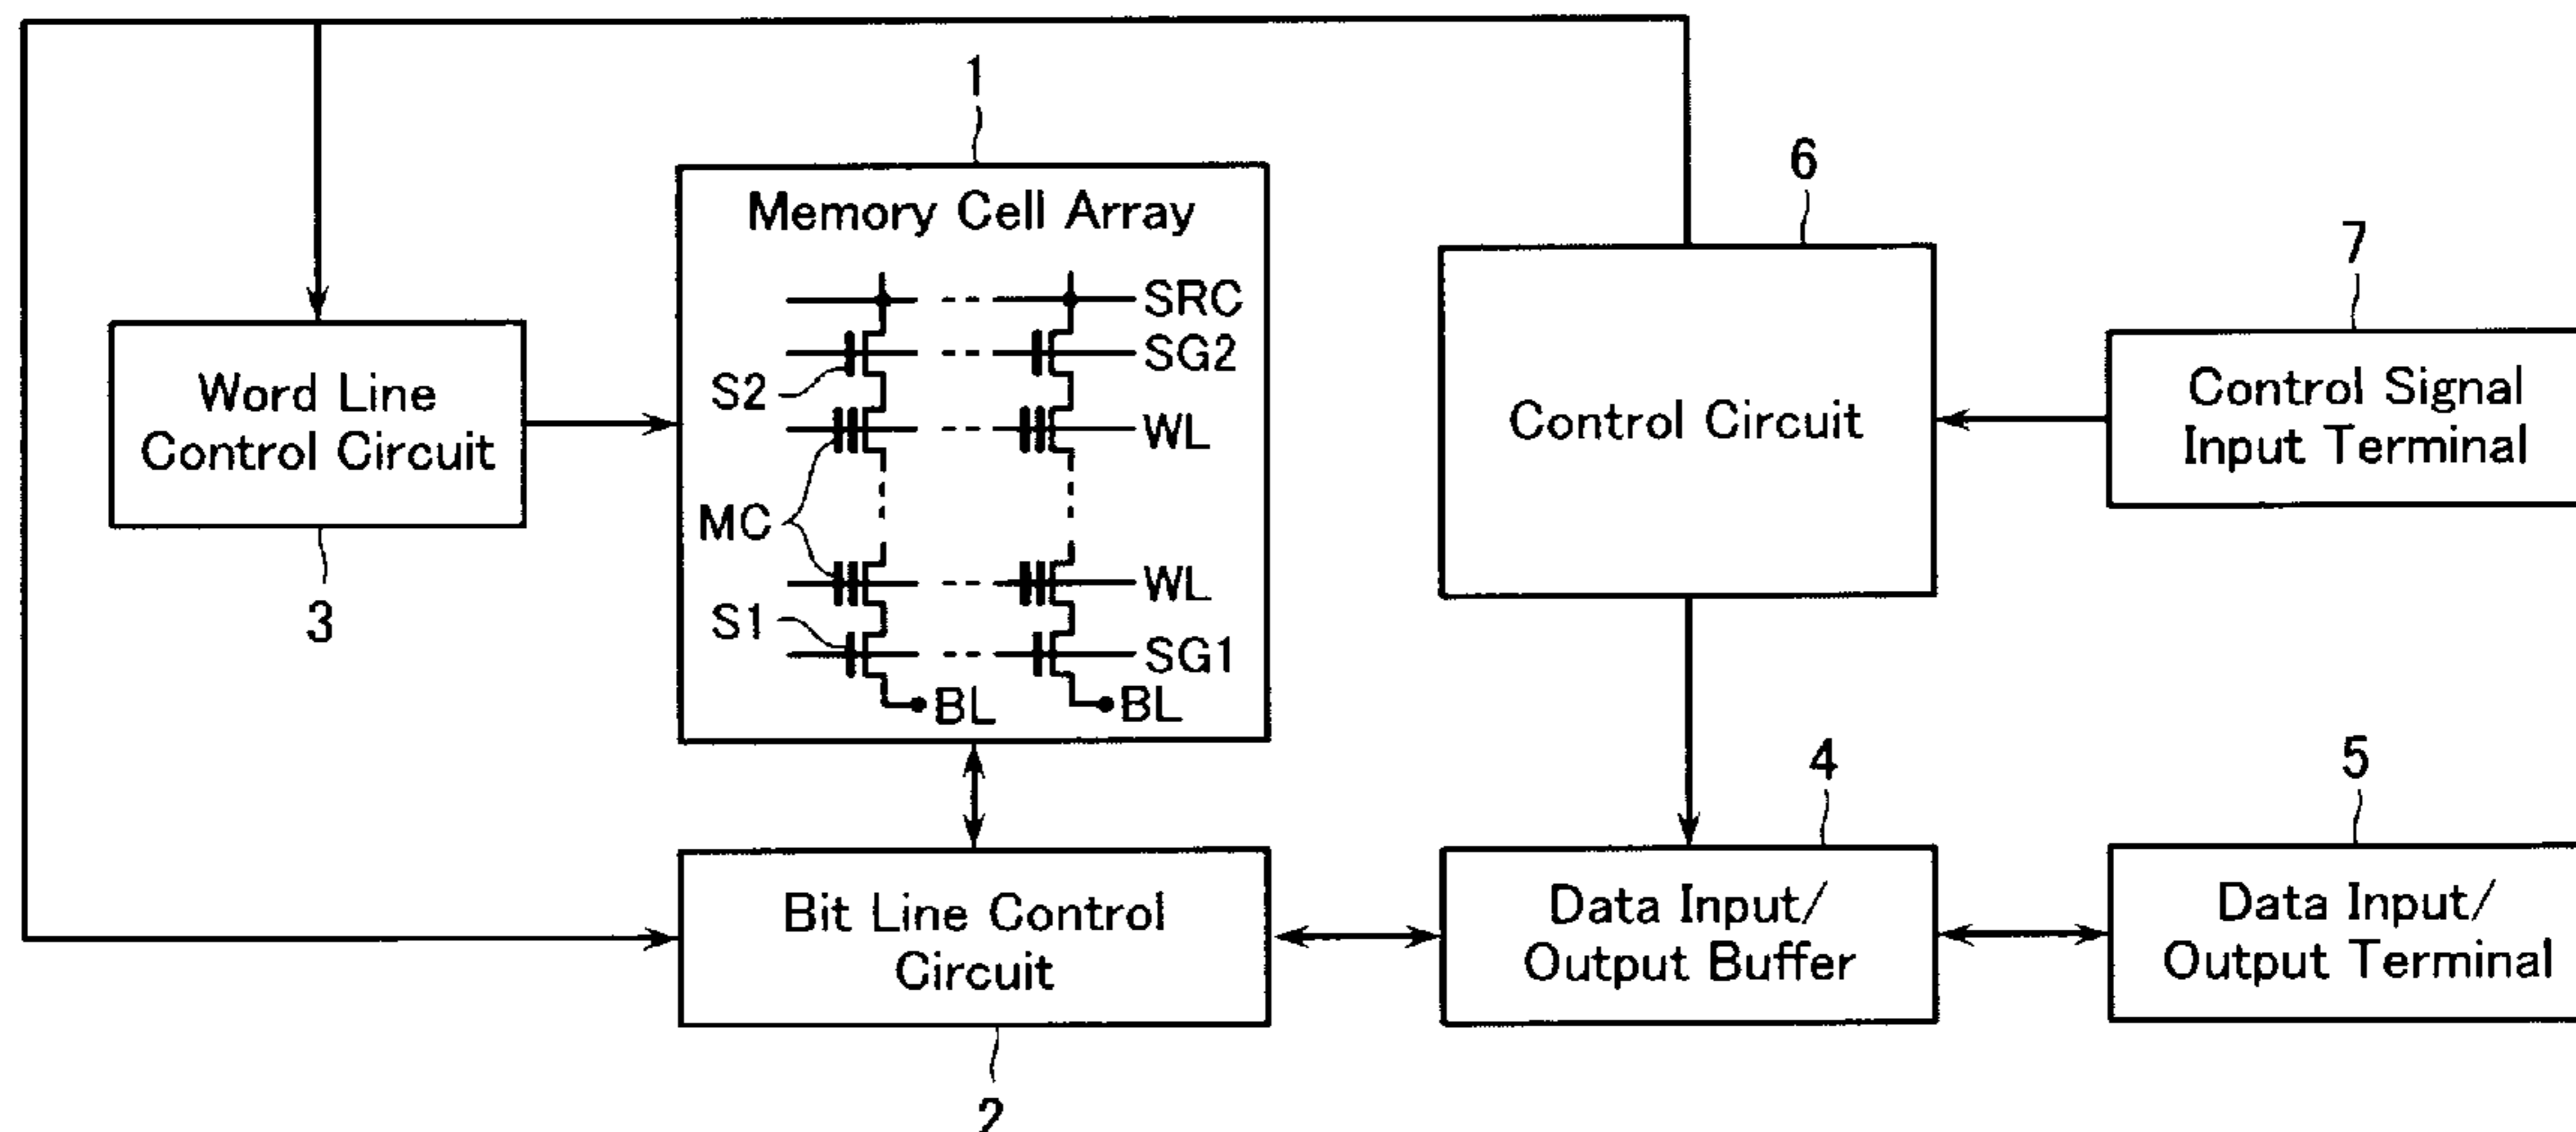 1
6
7
Memory Cell Array
SRC
SG2
S2
WL
MC
WL
S1
SG1
BL
BL
Word Line
Control Circuit
3
Control Circuit
Control Signal
Input Terminal
4
5
Bit Line Control
Circuit
2
Data Input/
Output Buffer
Data Input/
Output Terminal